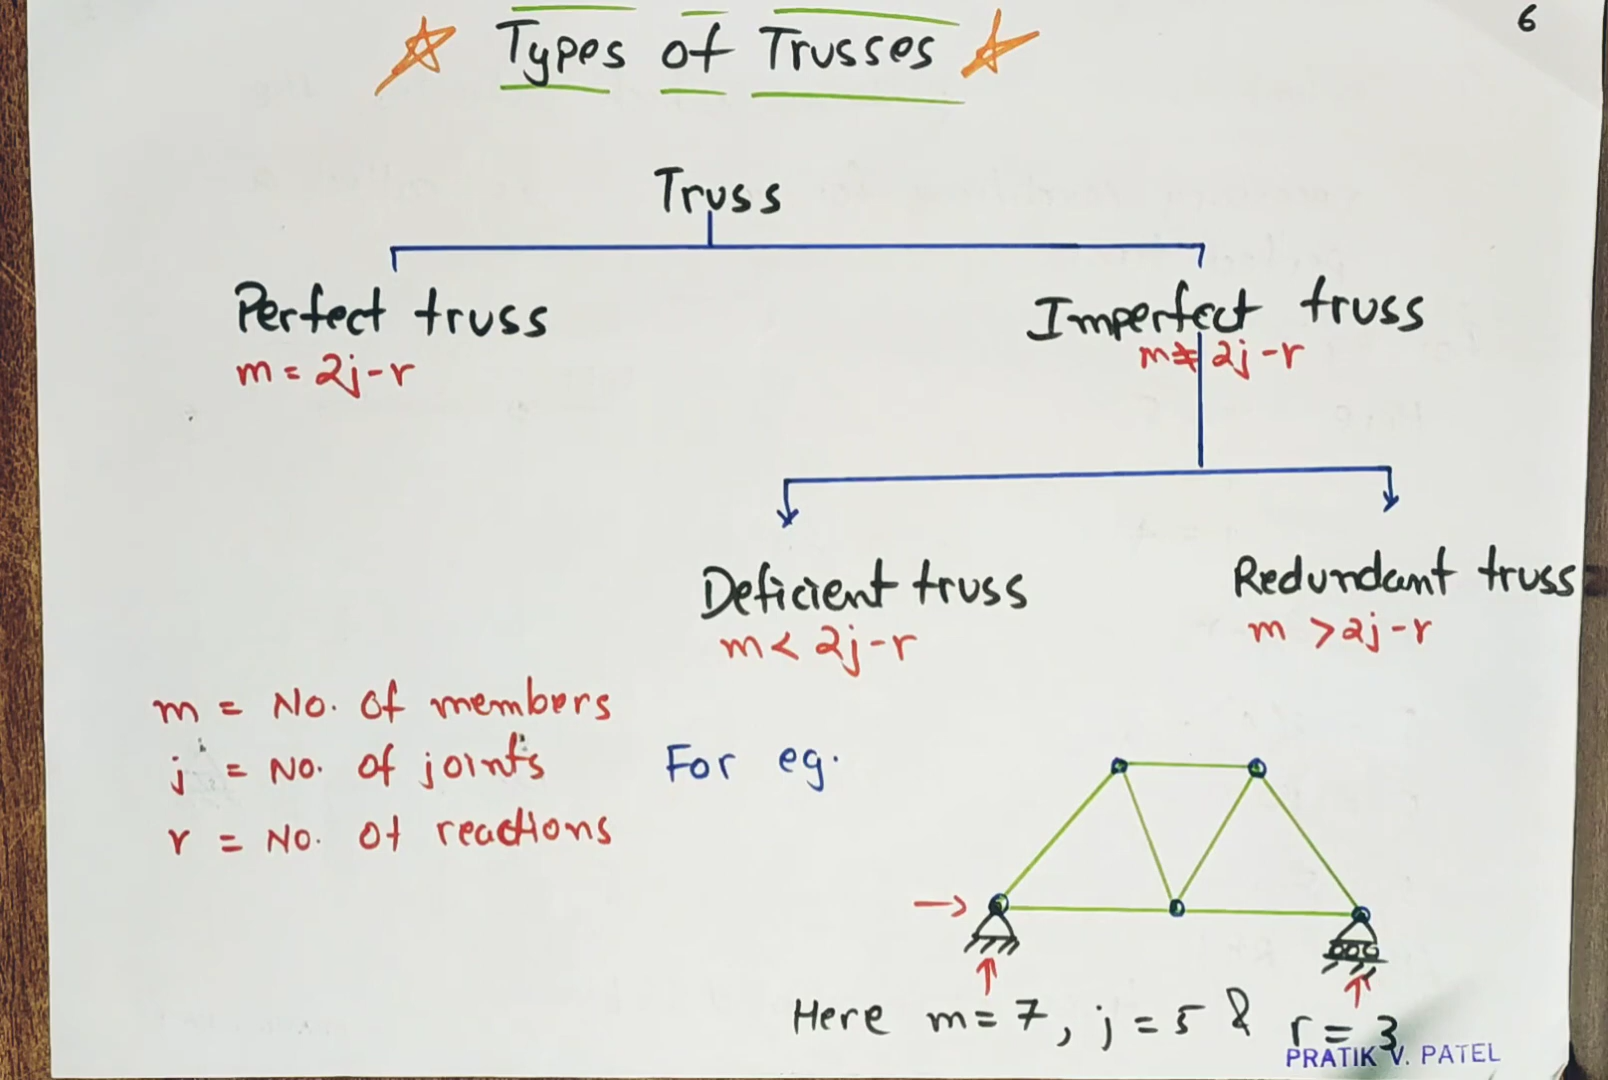 6
Types of Trusses
Truss
Perfect truss
m = 2j-r
Imperfect truss
m ≠ 2j-r
Deficient truss
m < 2j-r
Redundant truss
m > 2j-r
m = No. of members
j = No. of joints
r = No. of reactions
For eg.
Here m = 7, j = 5 & r = 3
PRATIK V. PATEL